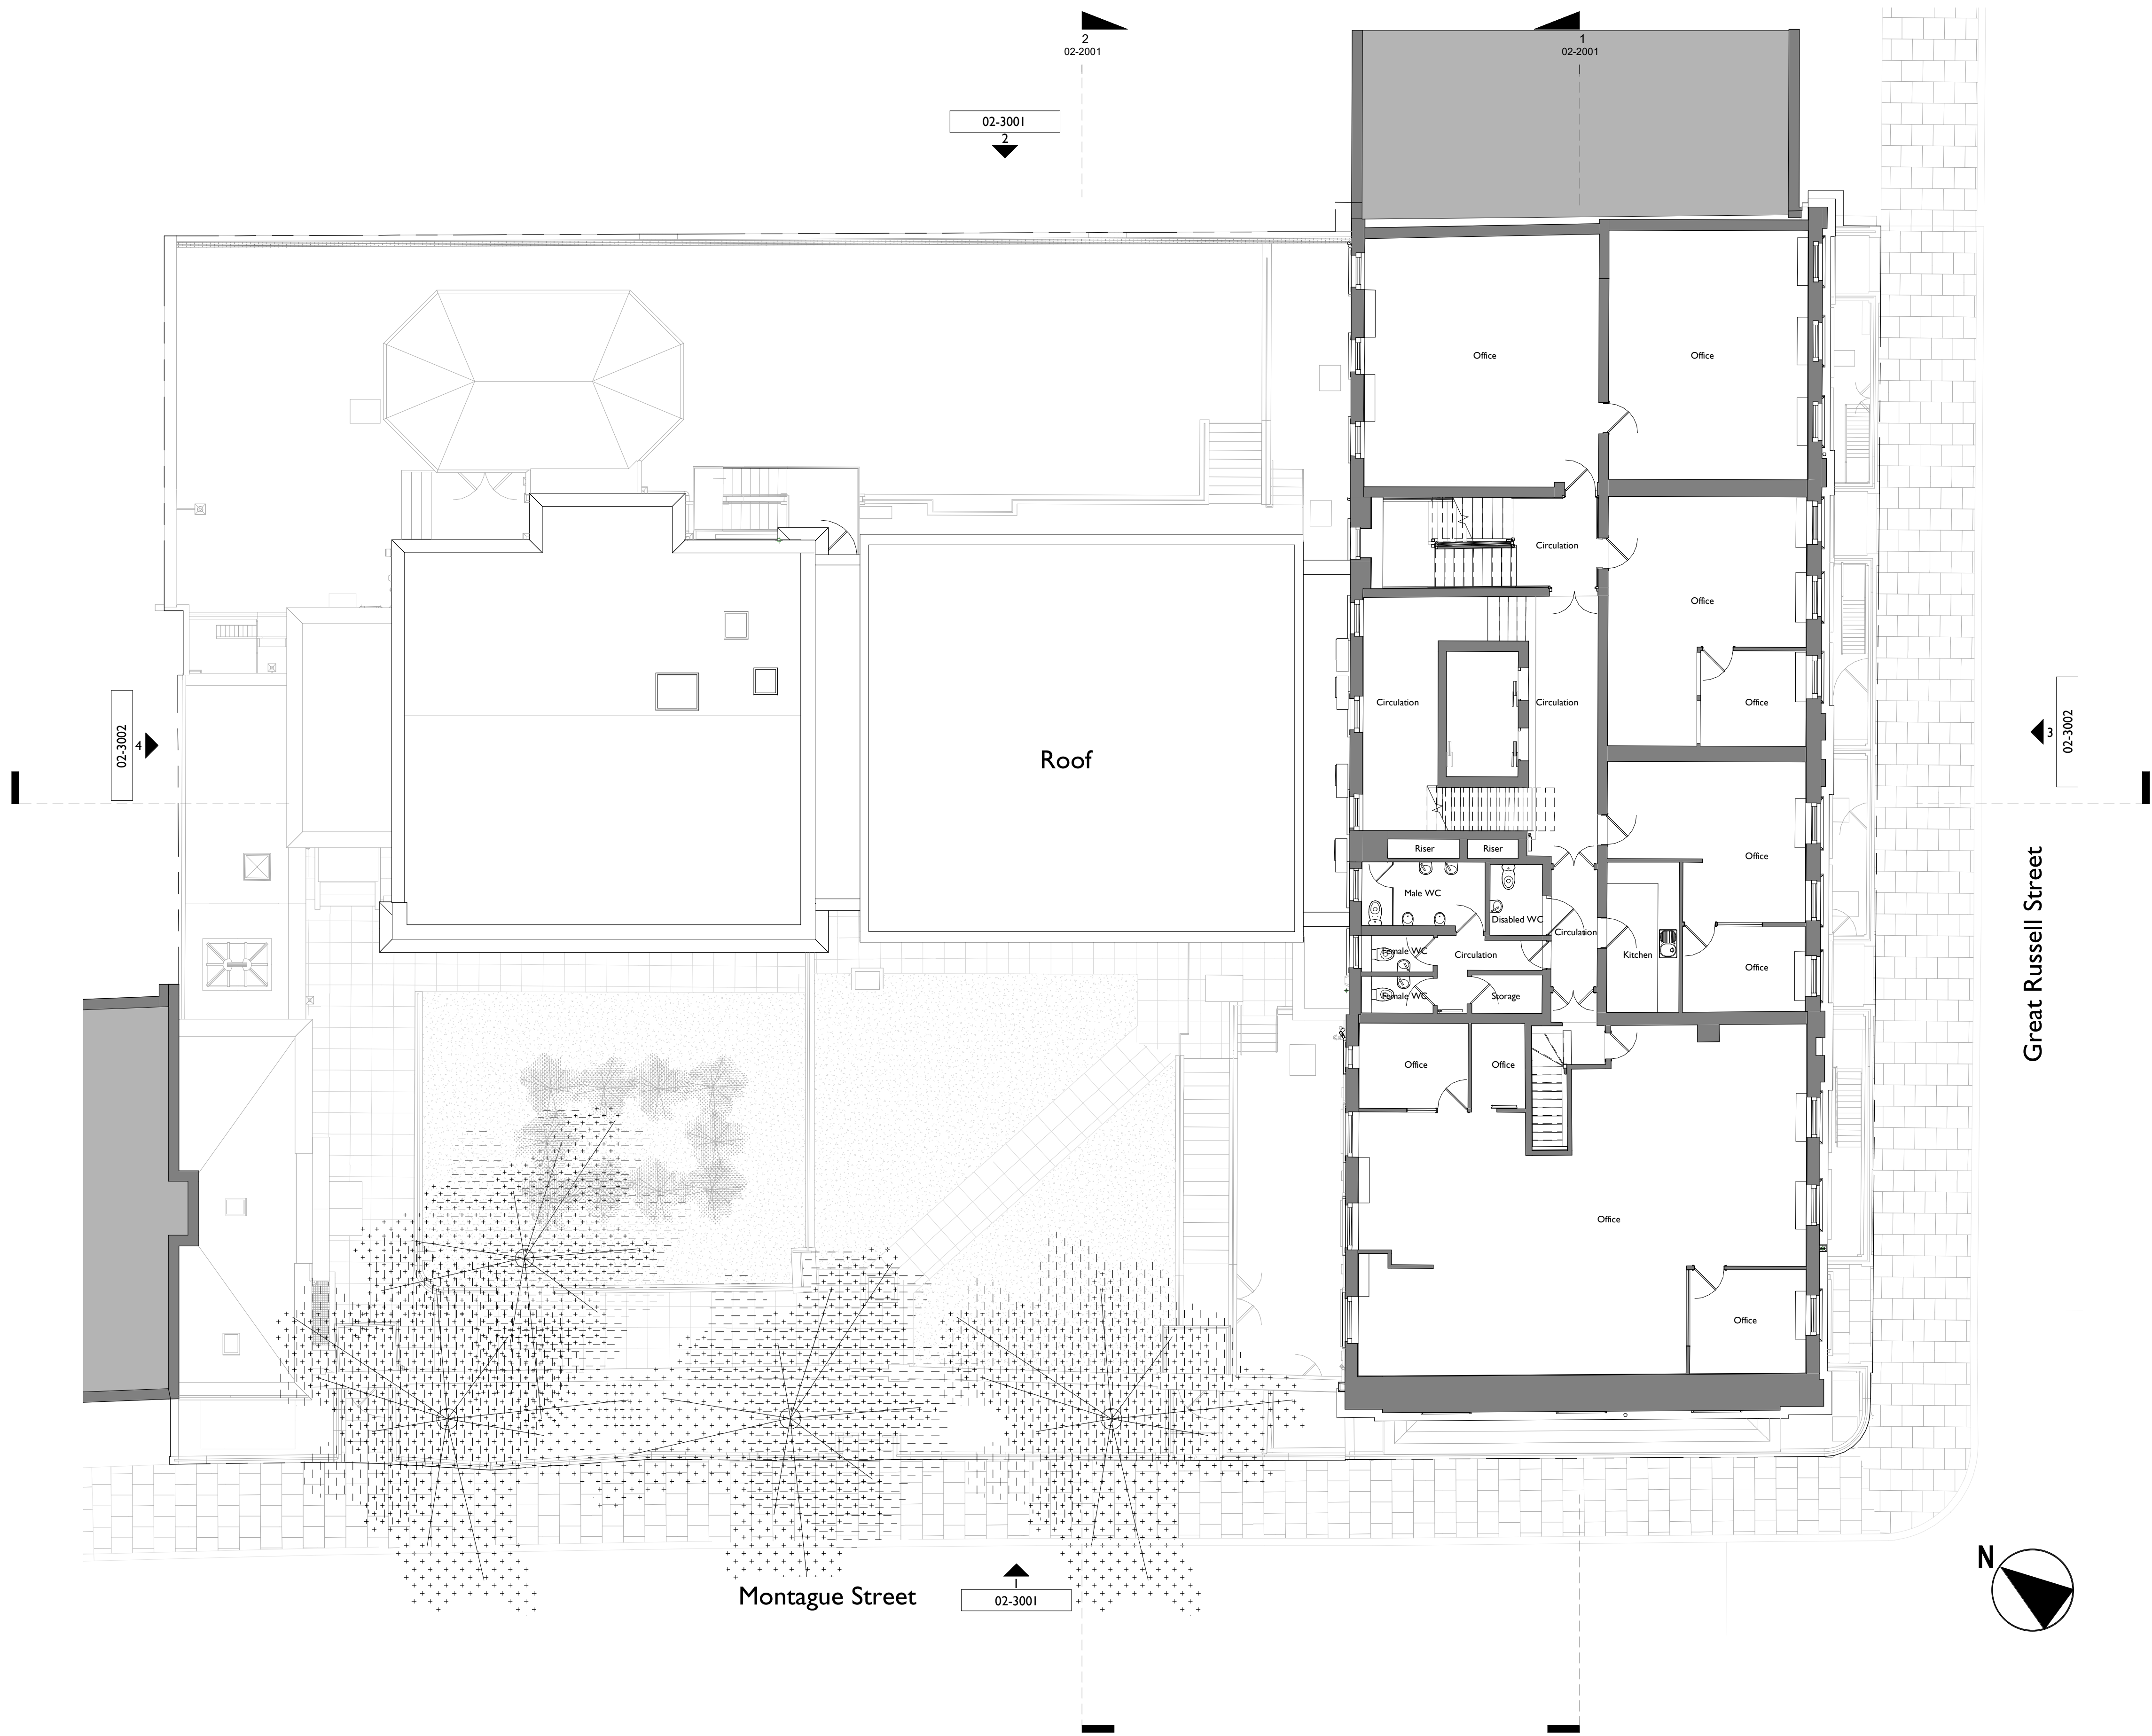 2
02-2001
1
02-2001
02-3001
2
Office
Office
Circulation
Office
Circulation
Circulation
Office
02-3002
4
3
02-3002
Roof
Riser
Riser
Office
Male WC
Disabled WC
Circulation
Female WC
Circulation
Kitchen
Office
Female WC
Storage
Great Russell Street
Office
Office
Office
Office
N
1
Montague Street
02-3001